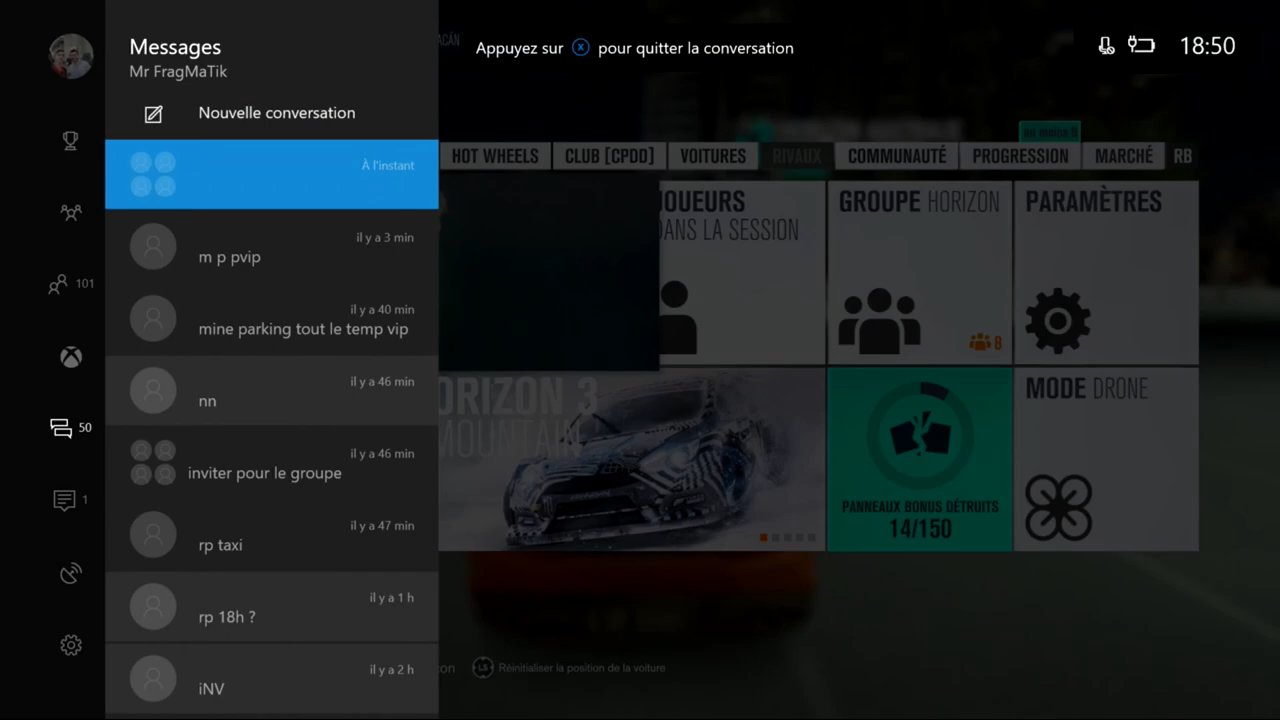 Messages
Mr FragMaTik
Nouvelle conversation
À l'instant
il y a 3 min
m p pvip
il y a 40 min
mine parking tout le temp vip
il y a 46 min
nn
il y a 46 min
inviter pour le groupe
il y a 47 min
rp taxi
il y a 1 h
rp 18h ?
il y a 2 h
iNV
101
50
1
Appuyez sur X pour quitter la conversation
18:50
HOT WHEELS CLUB [CPDD] VOITURES RIVAUX COMMUNAUTÉ PROGRESSION MARCHÉ RB
JOUEURS
DANS LA SESSION
GROUPE HORIZON
8
PARAMÈTRES
HORIZON 3
MOUNTAIN
PANNEAUX BONUS DÉTRUITS
14/150
MODE DRONE
LS Réinitialiser la position de la voiture